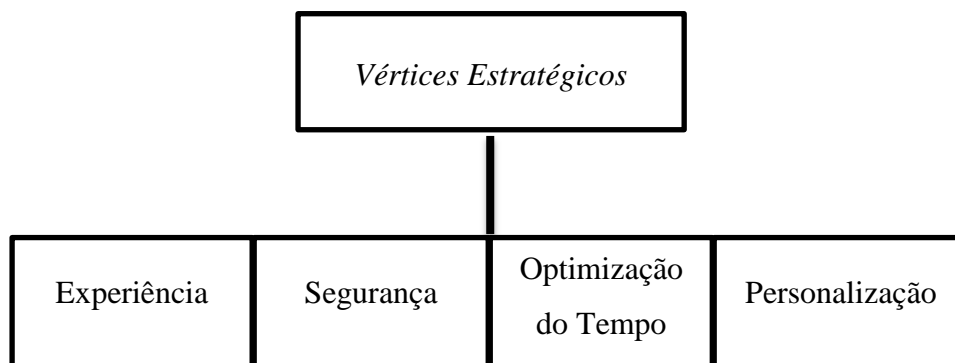 Vértices Estratégicos
Experiência
Segurança
Optimização
do Tempo
Personalização